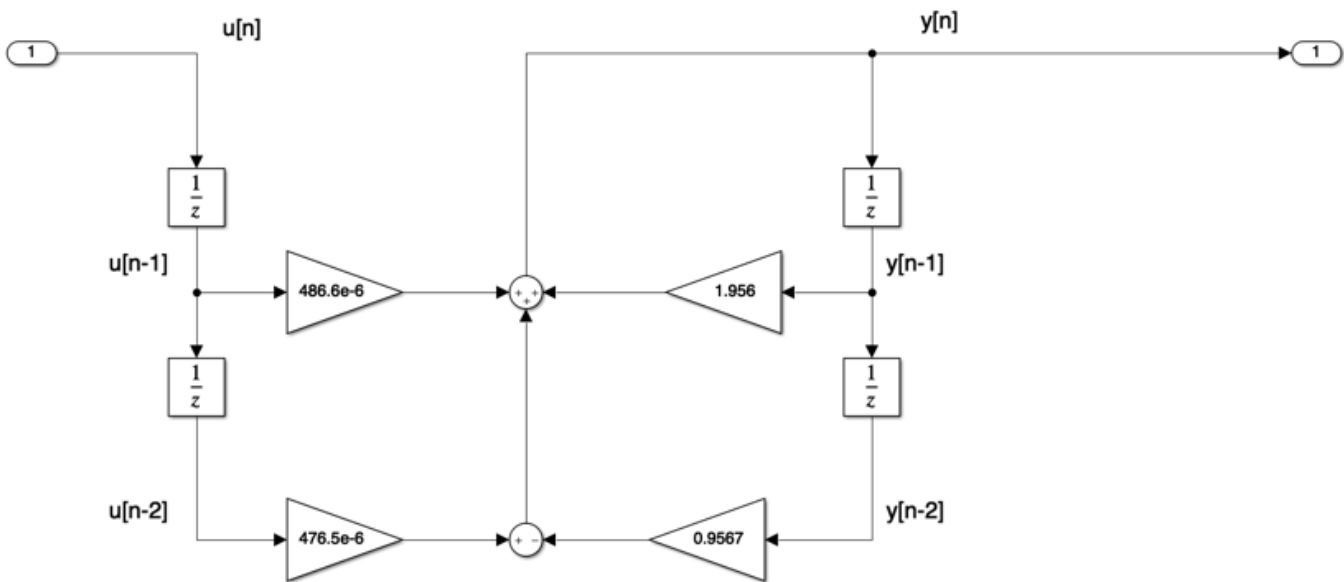 u[n]
y[n]
1
1
1
z
1
z
u[n-1]
486.6e-6
+ +
+
1.956
y[n-1]
1
z
1
z
u[n-2]
476.5e-6
+ −
0.9567
y[n-2]